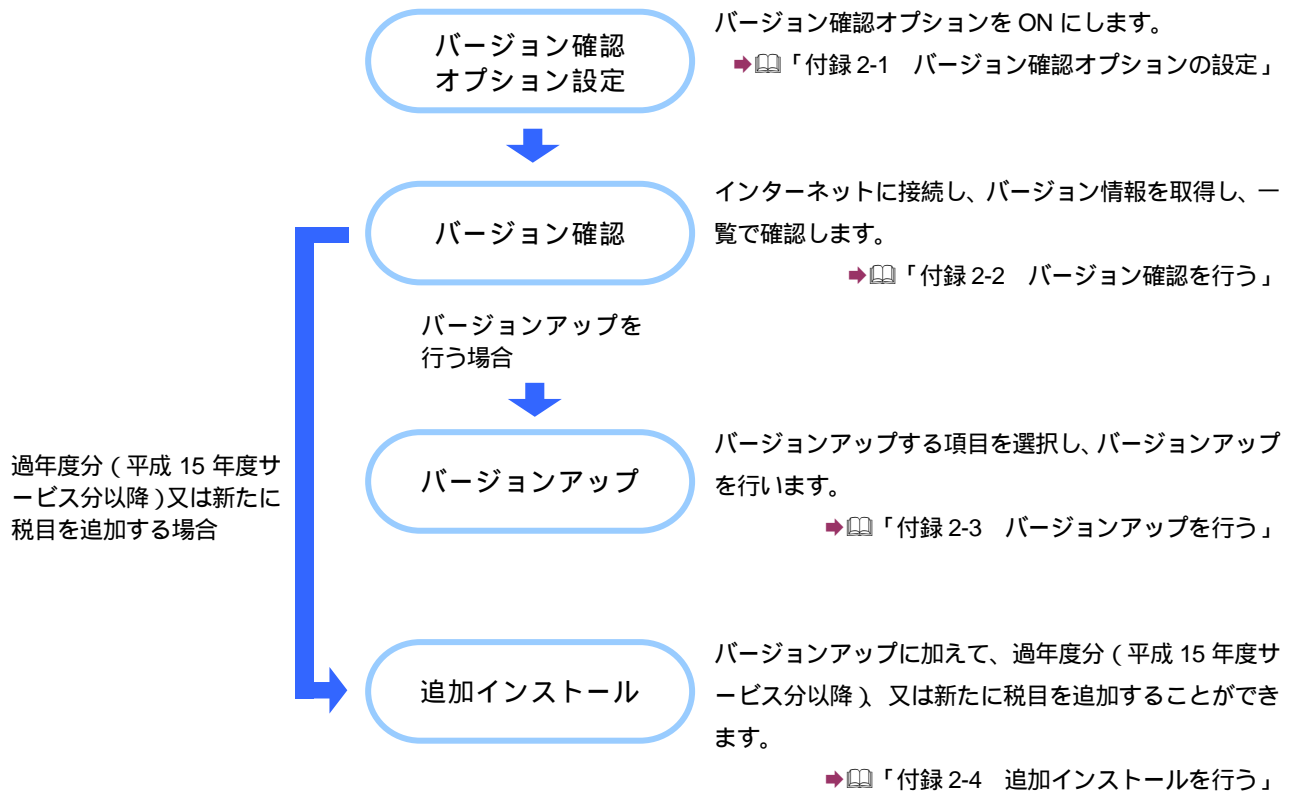 バージョン確認
オプション設定
バージョン確認オプションを ON にします。
「付録 2-1 バージョン確認オプションの設定」
バージョン確認
インターネットに接続し、バージョン情報を取得し、一
覧で確認します。
「付録 2-2 バージョン確認を行う」
バージョンアップを
行う場合
過年度分(平成 15 年度サ
ービス分以降)又は新たに
税目を追加する場合
バージョンアップ
バージョンアップする項目を選択し、バージョンアップ
を行います。
「付録 2-3 バージョンアップを行う」
追加インストール
バージョンアップに加えて、過年度分(平成 15 年度サ
ービス分以降)、又は新たに税目を追加することができ
ます。
「付録 2-4 追加インストールを行う」